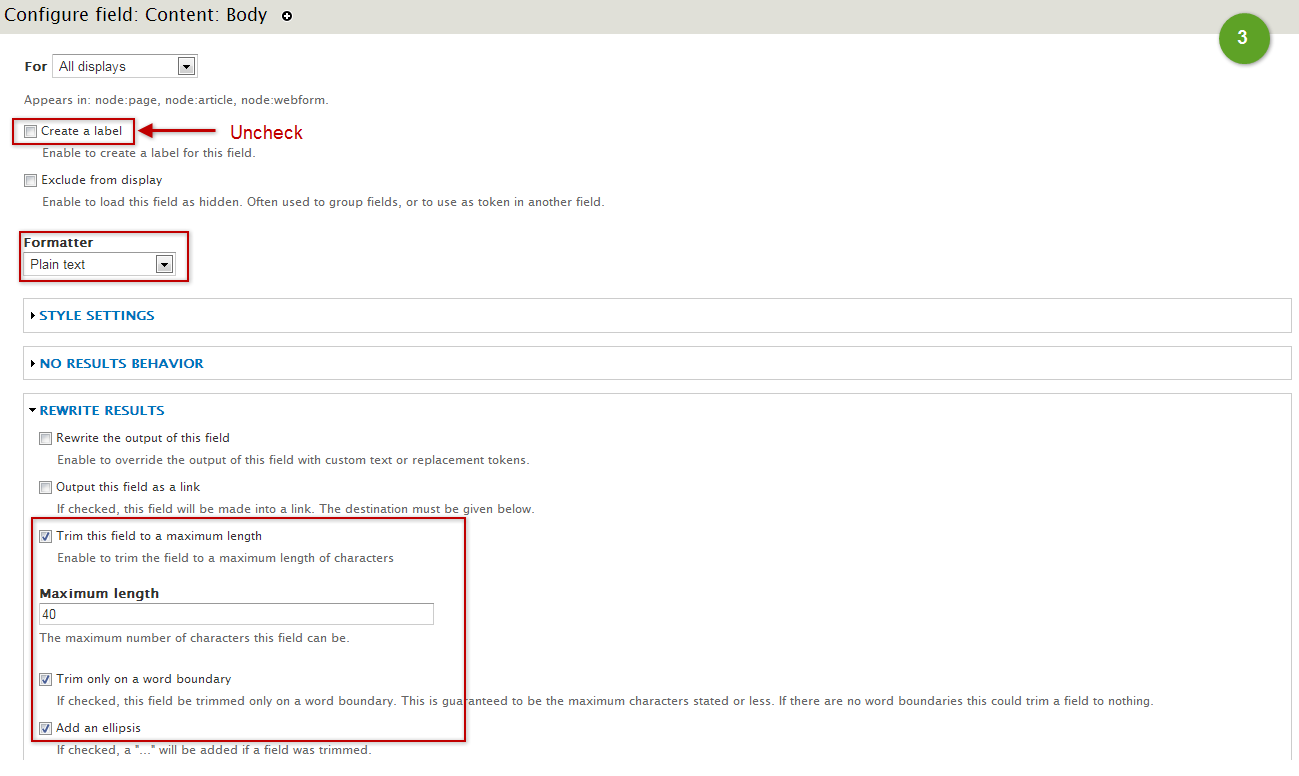 Configure field: Content: Body
3
For All displays
Appears in: node:page, node:article, node:webform.
Create a label Uncheck
Enable to create a label for this field.
Exclude from display
Enable to load this field as hidden. Often used to group fields, or to use as token in another field.
Formatter
Plain text
STYLE SETTINGS
NO RESULTS BEHAVIOR
REWRITE RESULTS
Rewrite the output of this field
Enable to override the output of this field with custom text or replacement tokens.
Output this field as a link
If checked, this field will be made into a link. The destination must be given below.
Trim this field to a maximum length
Enable to trim the field to a maximum length of characters
Maximum length
40
The maximum number of characters this field can be.
Trim only on a word boundary
If checked, this field be trimmed only on a word boundary. This is guaranteed to be the maximum characters stated or less. If there are no word boundaries this could trim a field to nothing.
Add an ellipsis
If checked, a "..." will be added if a field was trimmed.